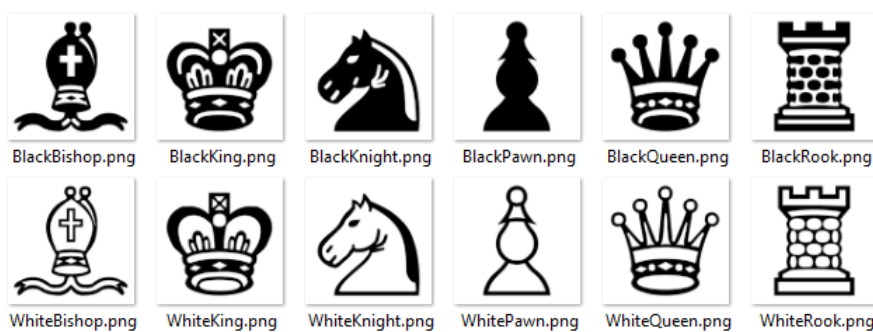 BlackBishop.png BlackKing.png BlackKnight.png BlackPawn.png BlackQueen.png BlackRook.png
WhiteBishop.png WhiteKing.png WhiteKnight.png WhitePawn.png WhiteQueen.png WhiteRook.png